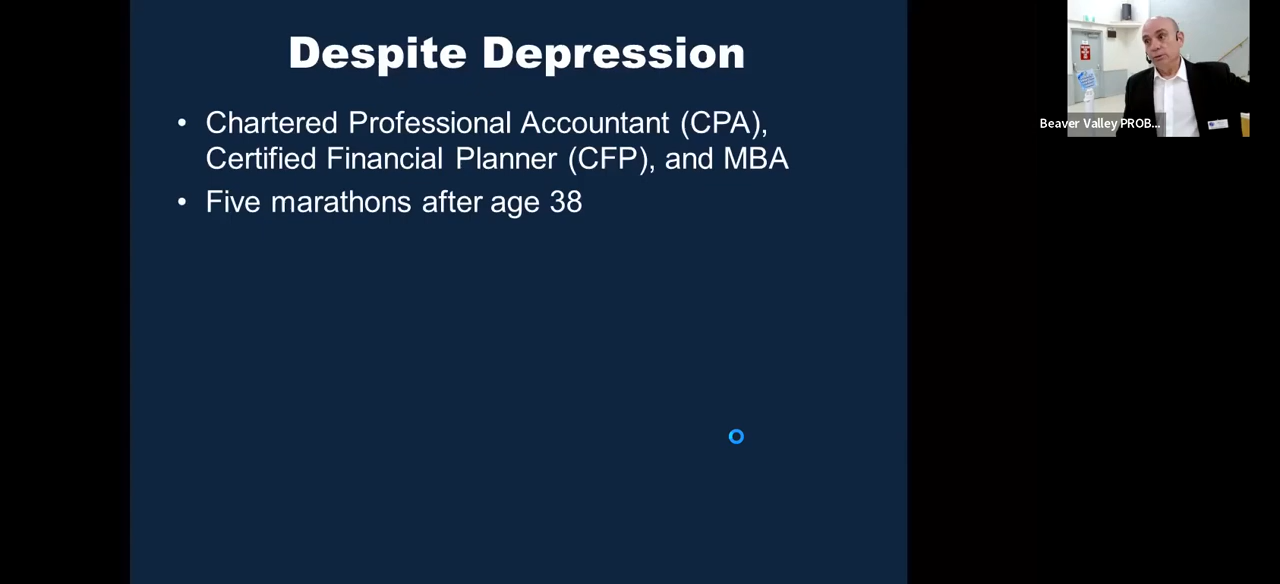 Despite Depression
• Chartered Professional Accountant (CPA),
Certified Financial Planner (CFP), and MBA
• Five marathons after age 38
Beaver Valley PROB...